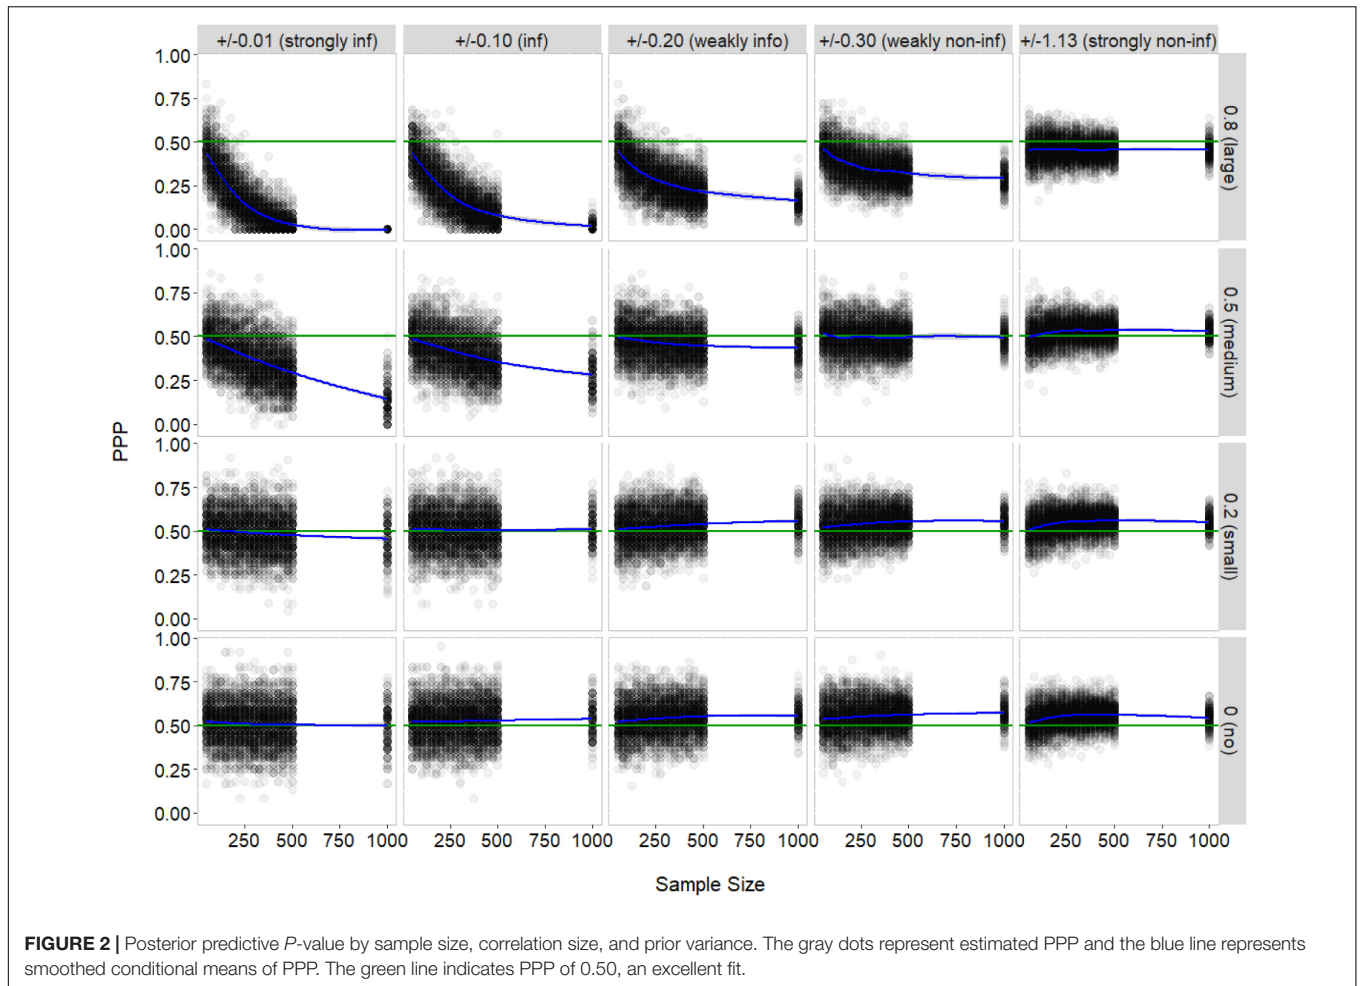 +/-0.01 (strongly inf) +/-0.10 (inf) +/-0.20 (weakly info) +/-0.30 (weakly non-inf) +/-1.13 (strongly non-inf)
1.00
0.75
0.50
0.25
0.00
0.8 (large)
1.00
0.75
0.50
0.25
0.00
0.5 (medium)
PPP
1.00
0.75
0.50
0.25
0.00
0.2 (small)
1.00
0.75
0.50
0.25
0.00
0 (no)
250 500 750 1000 250 500 750 1000 250 500 750 1000 250 500 750 1000 250 500 750 1000
Sample Size
FIGURE 2 | Posterior predictive P-value by sample size, correlation size, and prior variance. The gray dots represent estimated PPP and the blue line represents
smoothed conditional means of PPP. The green line indicates PPP of 0.50, an excellent fit.